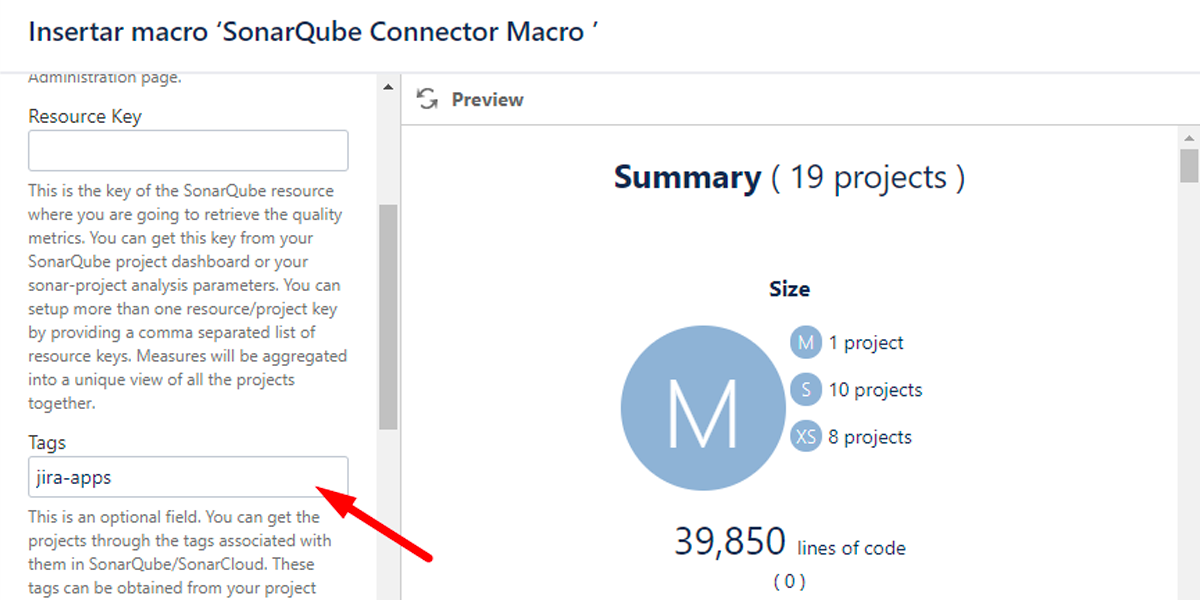 Insertar macro ‘SonarQube Connector Macro ’
Administration page.
Resource Key
This is the key of the SonarQube resource
where you are going to retrieve the quality
metrics. You can get this key from your
SonarQube project dashboard or your
sonar-project analysis parameters. You can
setup more than one resource/project key
by providing a comma separated list of
resource keys. Measures will be aggregated
into a unique view of all the projects
together.
Tags
jira-apps
This is an optional field. You can get the
projects through the tags associated with
them in SonarQube/SonarCloud. These
tags can be obtained from your project
Preview
Summary ( 19 projects )
Size
M
M 1 project
S 10 projects
XS 8 projects
39,850 lines of code
( 0 )